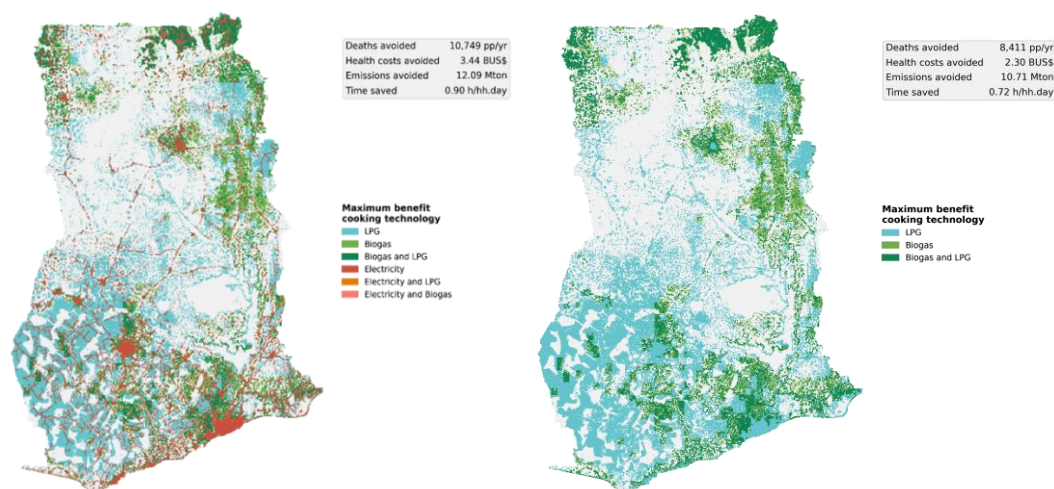 Deaths avoided 10,749 pp/yr
Health costs avoided 3.44 BUS$
Emissions avoided 12.09 Mton
Time saved 0.90 h/hh.day
Maximum benefit
cooking technology
LPG
Biogas
Biogas and LPG
Electricity
Electricity and LPG
Electricity and Biogas
Deaths avoided 8,411 pp/yr
Health costs avoided 2.30 BUS$
Emissions avoided 10.71 Mton
Time saved 0.72 h/hh.day
Maximum benefit
cooking technology
LPG
Biogas
Biogas and LPG